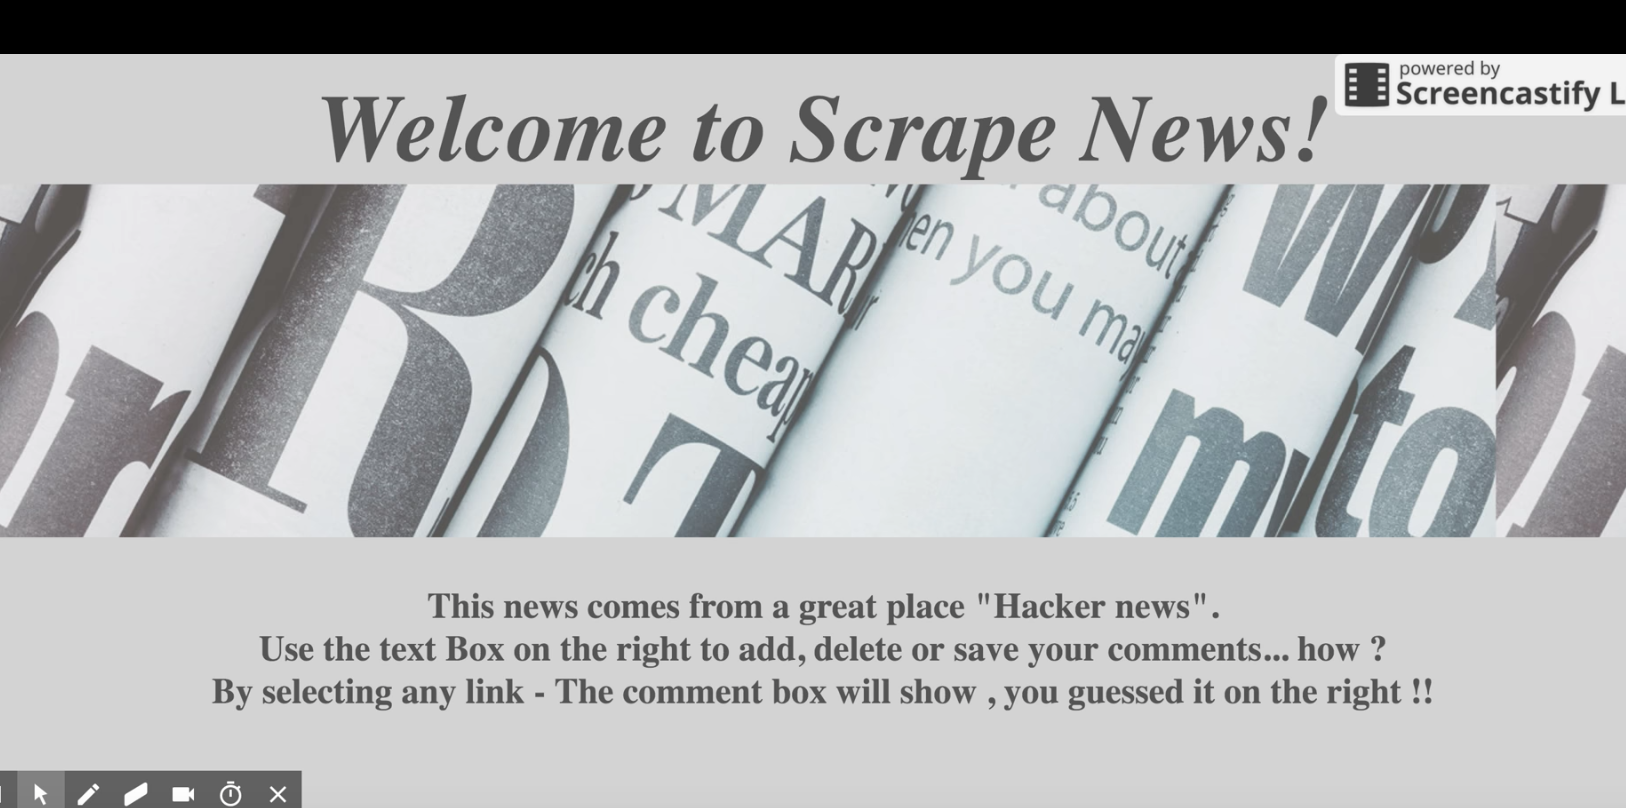 powered by
Screencastify L
Welcome to Scrape News!
R
MAR
about
en you ma
ch cheap
W
T
m
to
r
This news comes from a great place "Hacker news".
Use the text Box on the right to add, delete or save your comments... how ?
By selecting any link - The comment box will show , you guessed it on the right !!